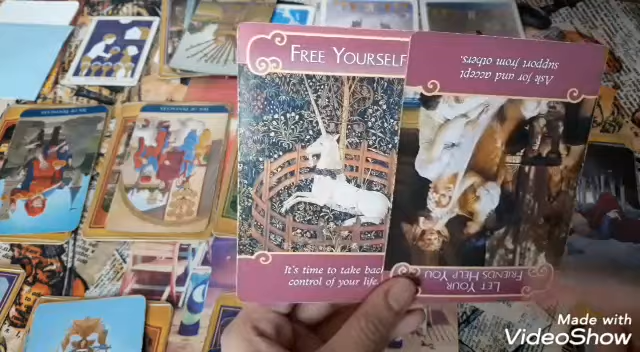 FREE YOURSELF
It's time to take bac
control of your life.
Ask for and accept
support from others.
LET YOUR
FRIENDS HELP YOU
Made with
VideoShow